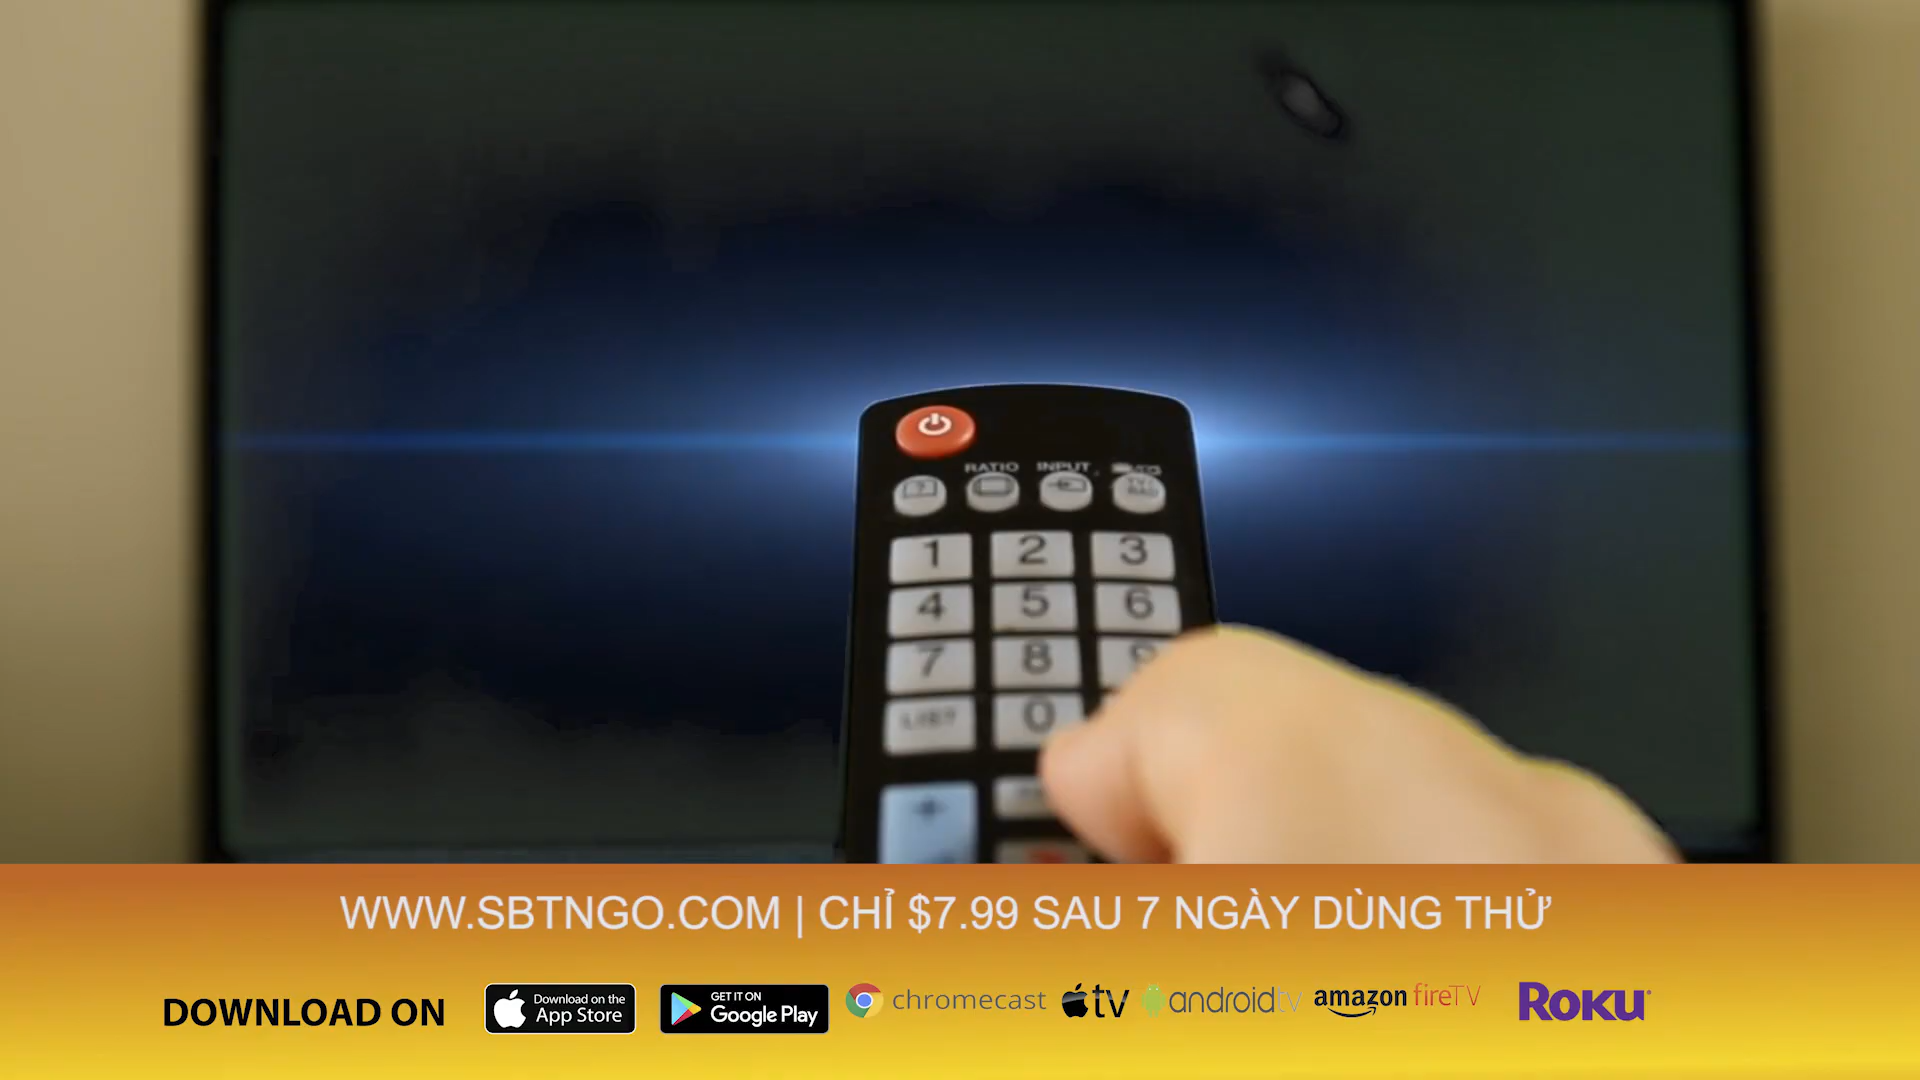 RATIO INPUT
1 2 3
4 5 6
7 8 9
LIST 0
WWW.SBTNGO.COM | CHỈ $7.99 SAU 7 NGÀY DÙNG THỬ
DOWNLOAD ON
Download on the
App Store
GET IT ON
Google Play
chromecast
tv
androidtv
amazon fireTV
ROKU